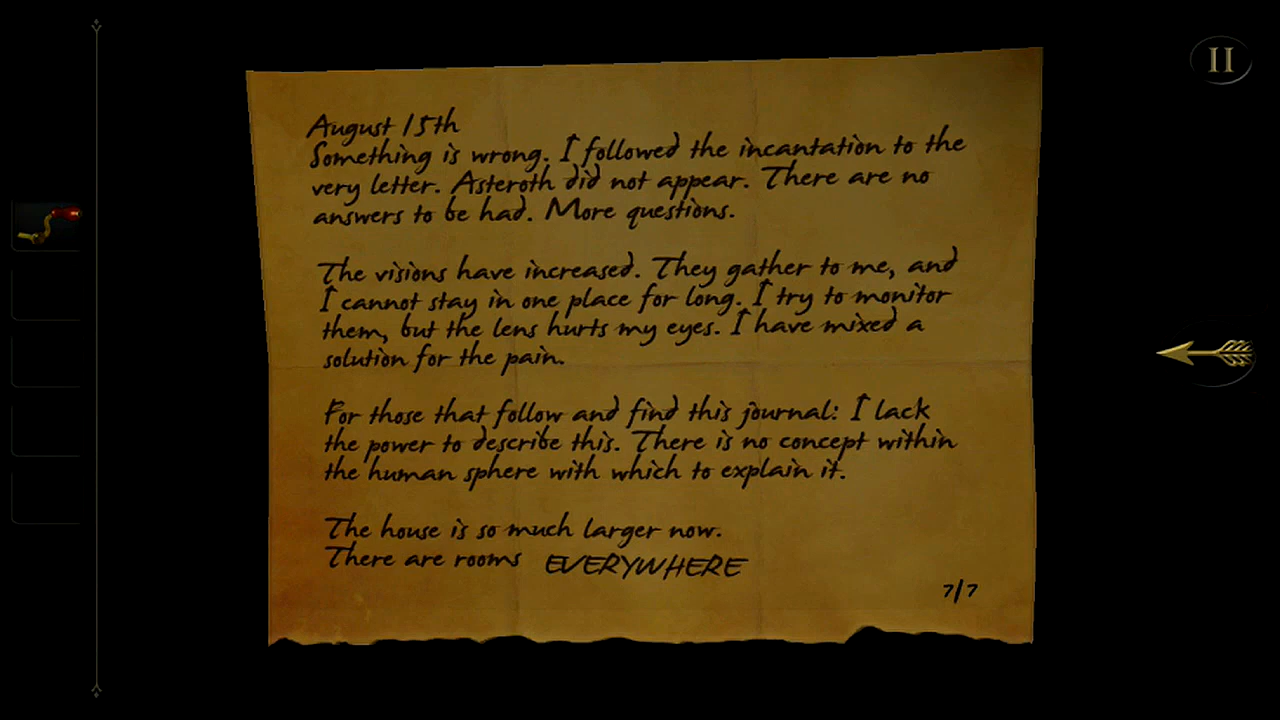 August 15th
Something is wrong. I followed the incantation to the
very letter. Asteroth did not appear. There are no
answers to be had. More questions.
The visions have increased. They gather to me, and
I cannot stay in one place for long. I try to monitor
them, but the lens hurts my eyes. I have mixed a
solution for the pain.
For those that follow and find this journal: I lack
the power to describe this. There is no concept within
the human sphere with which to explain it.
The house is so much larger now.
There are rooms EVERYWHERE
7/7